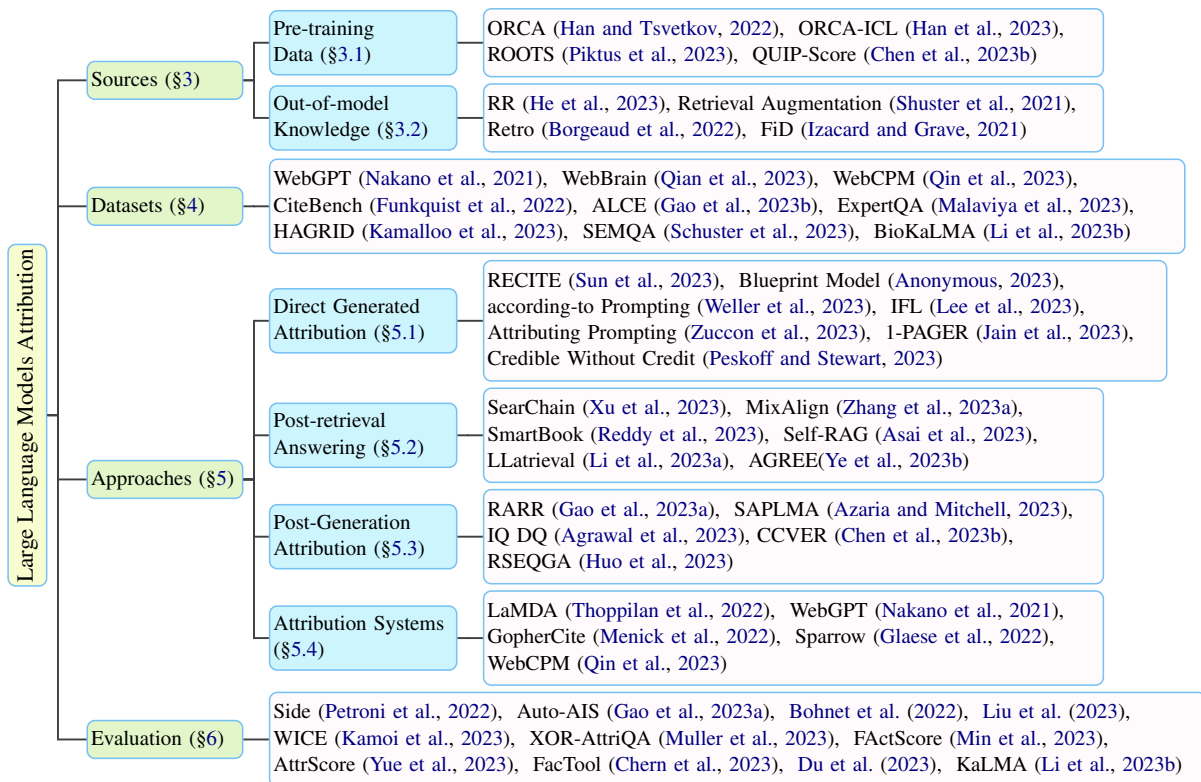 Large Language Models Attribution
Sources (§3)
Pre-training
Data (§3.1)
ORCA (Han and Tsvetkov, 2022), ORCA-ICL (Han et al., 2023),
ROOTS (Piktus et al., 2023), QUIP-Score (Chen et al., 2023b)
Out-of-model
Knowledge (§3.2)
RR (He et al., 2023), Retrieval Augmentation (Shuster et al., 2021),
Retro (Borgeaud et al., 2022), FiD (Izacard and Grave, 2021)
Datasets (§4)
WebGPT (Nakano et al., 2021), WebBrain (Qian et al., 2023), WebCPM (Qin et al., 2023),
CiteBench (Funkquist et al., 2022), ALCE (Gao et al., 2023b), ExpertQA (Malaviya et al., 2023),
HAGRID (Kamalloo et al., 2023), SEMQA (Schuster et al., 2023), BioKaLMA (Li et al., 2023b)
Approaches (§5)
Direct Generated
Attribution (§5.1)
RECITE (Sun et al., 2023), Blueprint Model (Anonymous, 2023),
according-to Prompting (Weller et al., 2023), IFL (Lee et al., 2023),
Attributing Prompting (Zuccon et al., 2023), 1-PAGER (Jain et al., 2023),
Credible Without Credit (Peskoff and Stewart, 2023)
Post-retrieval
Answering (§5.2)
SearChain (Xu et al., 2023), MixAlign (Zhang et al., 2023a),
SmartBook (Reddy et al., 2023), Self-RAG (Asai et al., 2023),
LLatrieval (Li et al., 2023a), AGREE(Ye et al., 2023b)
Post-Generation
Attribution (§5.3)
RARR (Gao et al., 2023a), SAPLMA (Azaria and Mitchell, 2023),
IQ DQ (Agrawal et al., 2023), CCVER (Chen et al., 2023b),
RSEQGA (Huo et al., 2023)
Attribution Systems
(§5.4)
LaMDA (Thoppilan et al., 2022), WebGPT (Nakano et al., 2021),
GopherCite (Menick et al., 2022), Sparrow (Glaese et al., 2022),
WebCPM (Qin et al., 2023)
Evaluation (§6)
Side (Petroni et al., 2022), Auto-AIS (Gao et al., 2023a), Bohnet et al. (2022), Liu et al. (2023),
WICE (Kamoi et al., 2023), XOR-AttriQA (Muller et al., 2023), FActScore (Min et al., 2023),
AttrScore (Yue et al., 2023), FacTool (Chern et al., 2023), Du et al. (2023), KaLMA (Li et al., 2023b)